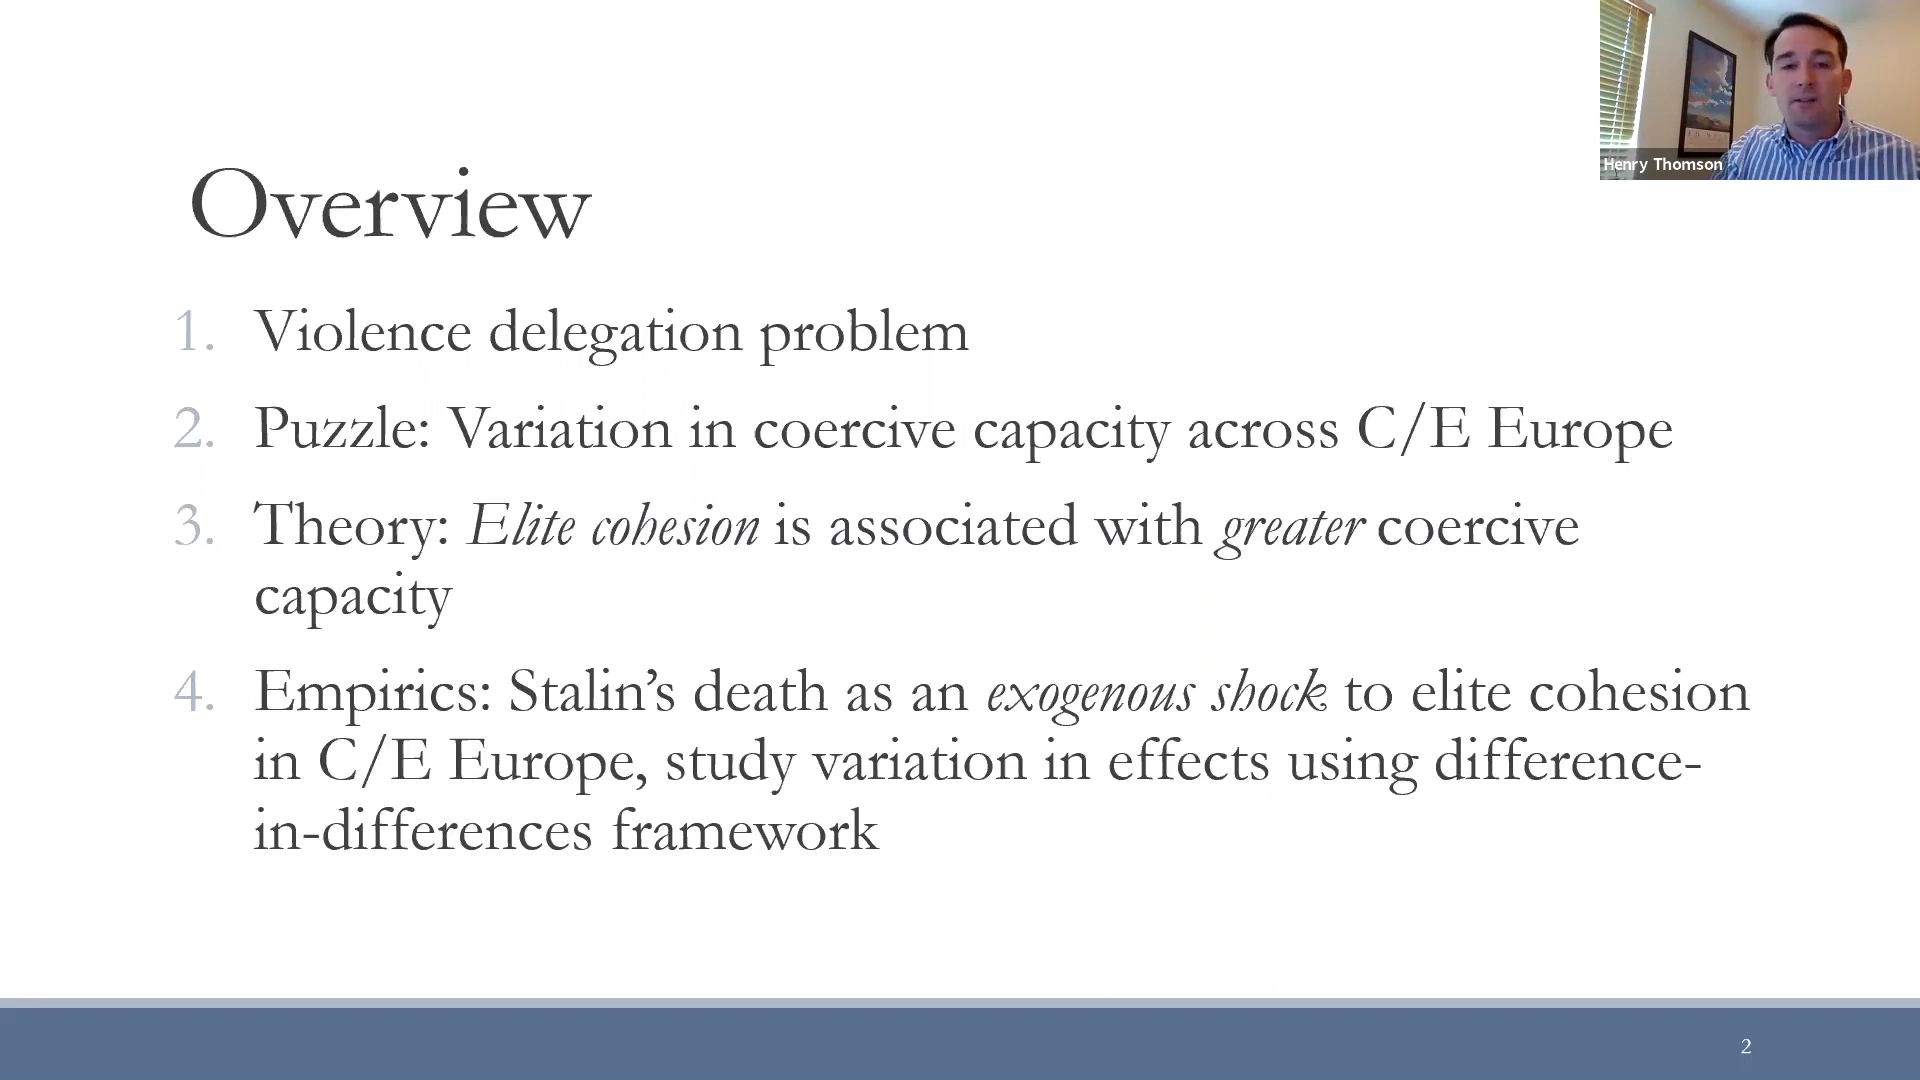 Henry Thomson
Overview
1. Violence delegation problem
2. Puzzle: Variation in coercive capacity across C/E Europe
3. Theory: Elite cohesion is associated with greater coercive
capacity
4. Empirics: Stalin’s death as an exogenous shock to elite cohesion
in C/E Europe, study variation in effects using difference-
in-differences framework
2